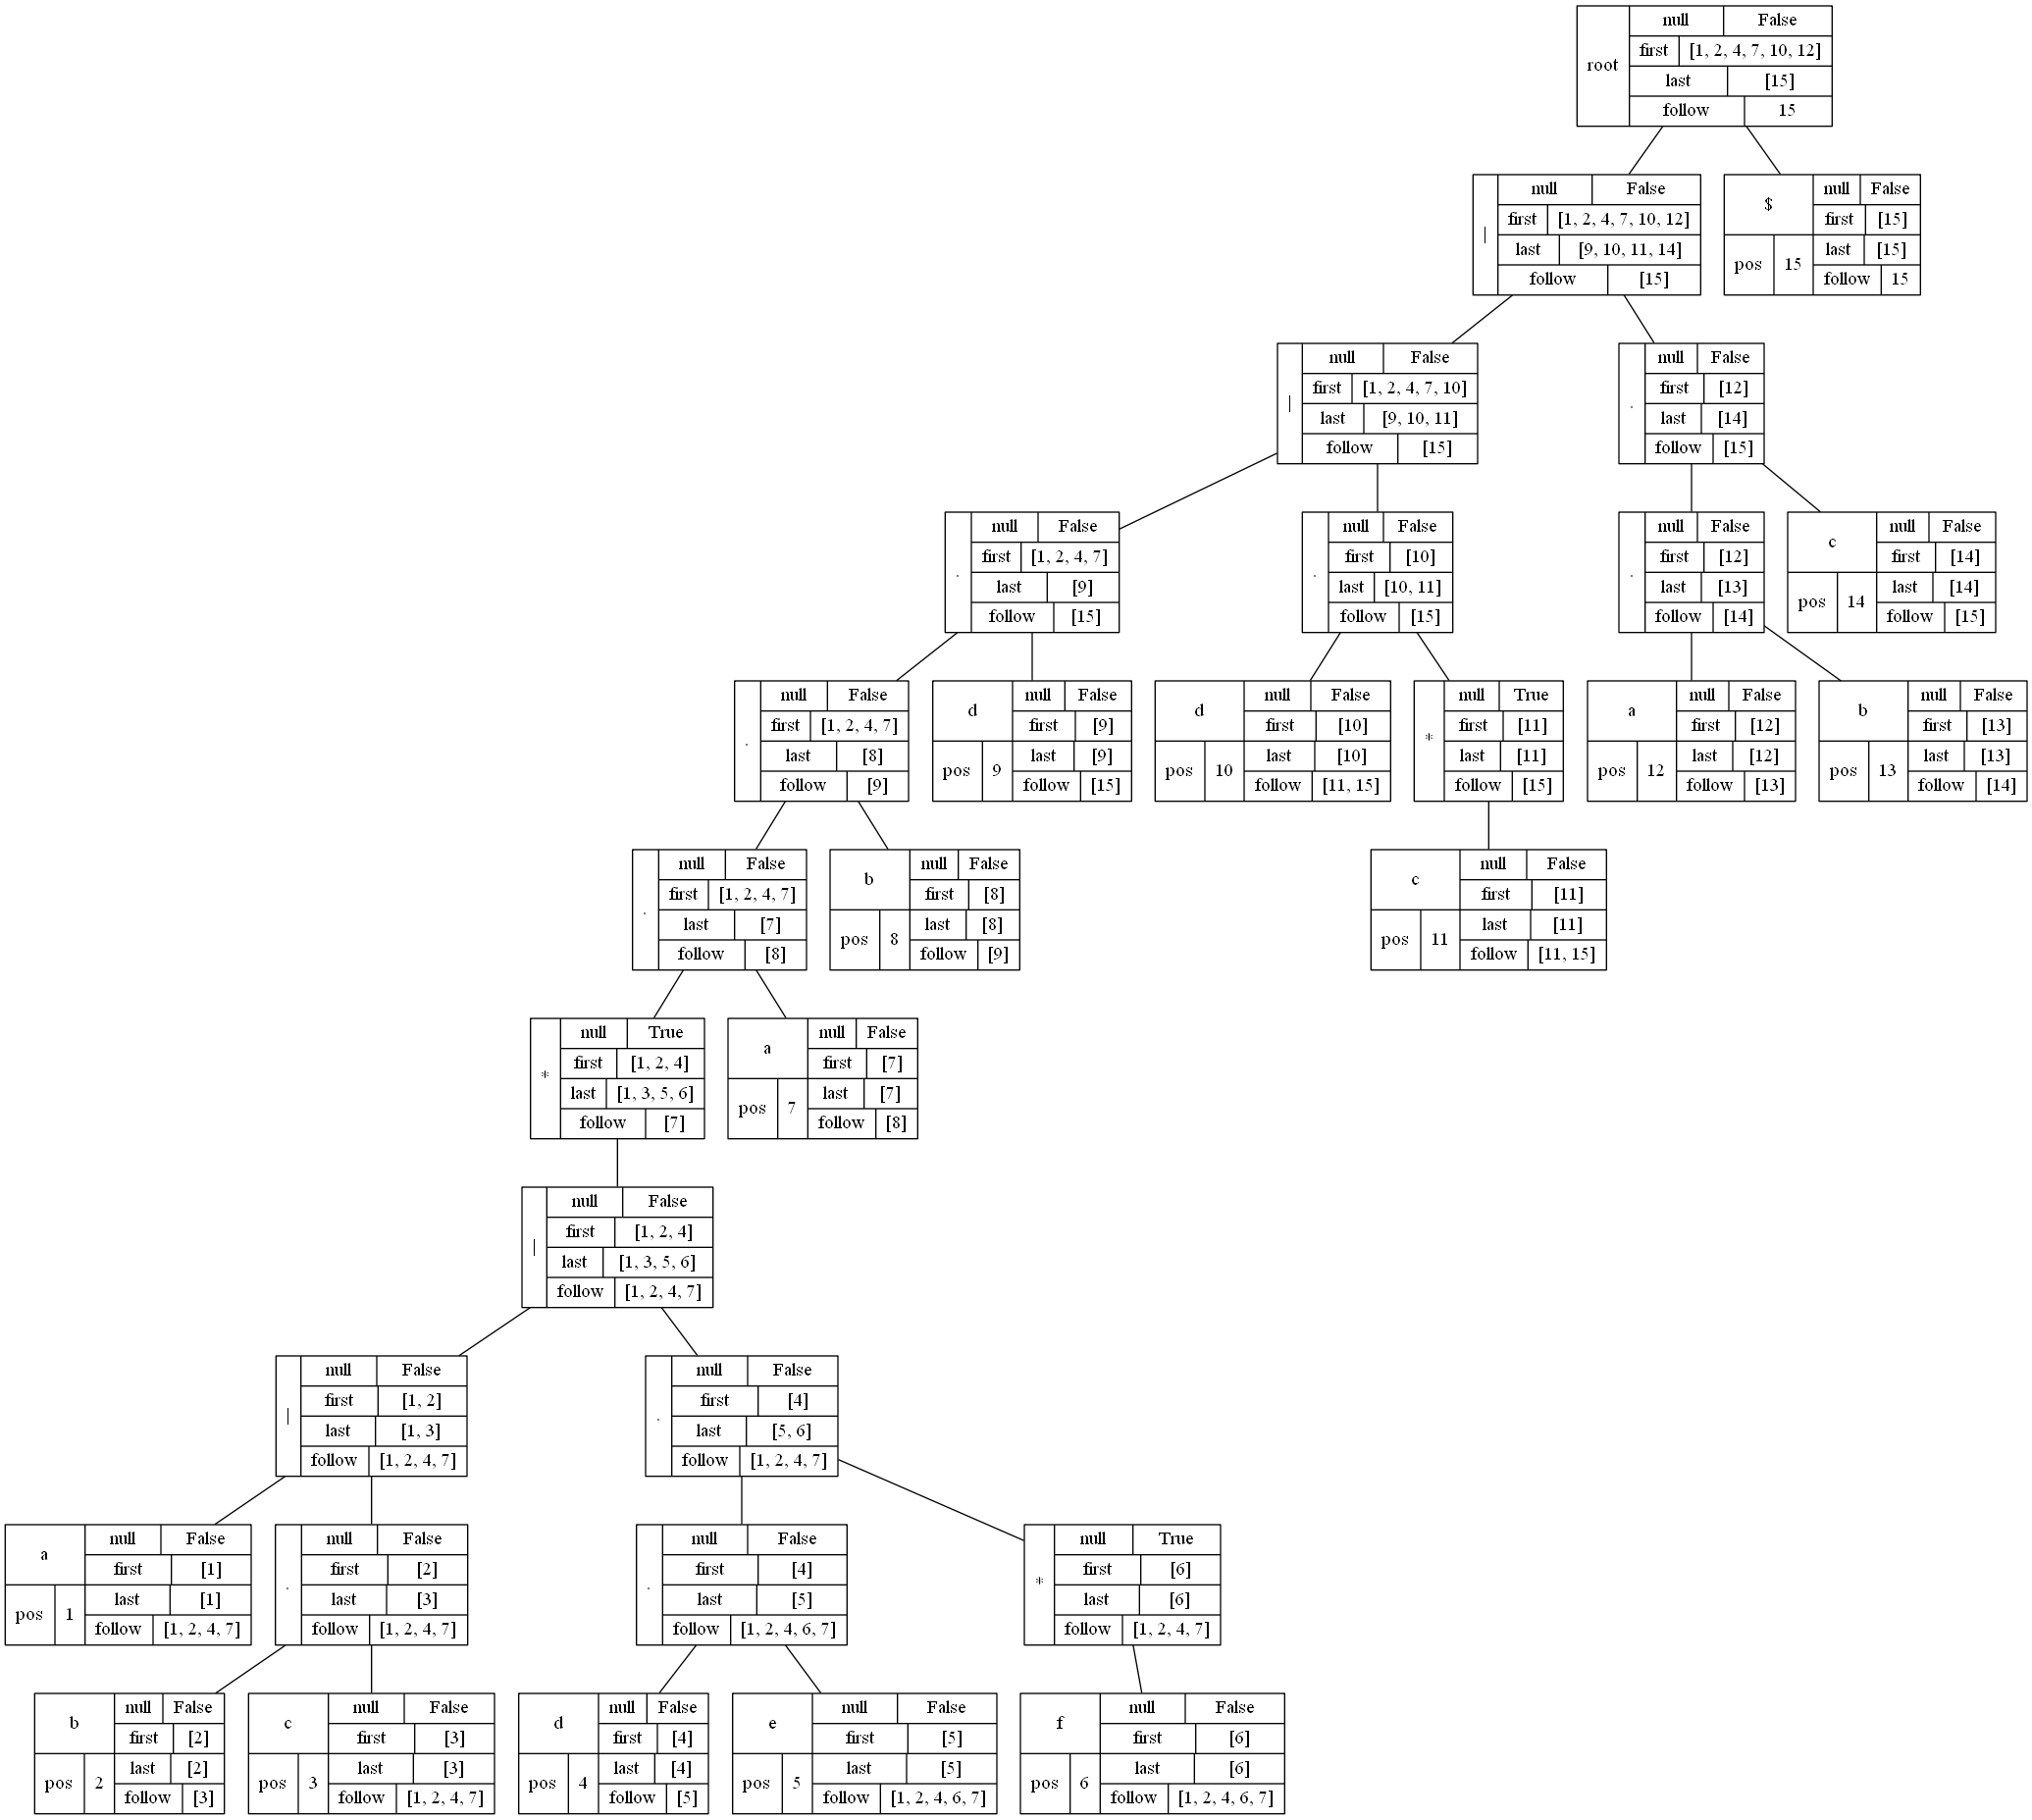 root
null False
first [1, 2, 4, 7, 10, 12]
last [15]
follow 15
|
null False
first [1, 2, 4, 7, 10, 12]
last [9, 10, 11, 14]
follow [15]
$
pos 15
null False
first [15]
last [15]
follow 15
|
null False
first [1, 2, 4, 7, 10]
last [9, 10, 11]
follow [15]
.
null False
first [12]
last [14]
follow [15]
.
null False
first [1, 2, 4, 7]
last [9]
follow [15]
.
null False
first [10]
last [10, 11]
follow [15]
.
null False
first [12]
last [13]
follow [14]
c
pos 14
null False
first [14]
last [14]
follow [15]
.
null False
first [1, 2, 4, 7]
last [8]
follow [9]
d
pos 9
null False
first [9]
last [9]
follow [15]
d
pos 10
null False
first [10]
last [10]
follow [11, 15]
*
null True
first [11]
last [11]
follow [15]
a
pos 12
null False
first [12]
last [12]
follow [13]
b
pos 13
null False
first [13]
last [13]
follow [14]
.
null False
first [1, 2, 4, 7]
last [7]
follow [8]
b
pos 8
null False
first [8]
last [8]
follow [9]
c
pos 11
null False
first [11]
last [11]
follow [11, 15]
*
null True
first [1, 2, 4]
last [1, 3, 5, 6]
follow [7]
a
pos 7
null False
first [7]
last [7]
follow [8]
|
null False
first [1, 2, 4]
last [1, 3, 5, 6]
follow [1, 2, 4, 7]
|
null False
first [1, 2]
last [1, 3]
follow [1, 2, 4, 7]
.
null False
first [4]
last [5, 6]
follow [1, 2, 4, 7]
a
pos 1
null False
first [1]
last [1]
follow [1, 2, 4, 7]
.
null False
first [2]
last [3]
follow [1, 2, 4, 7]
.
null False
first [4]
last [5]
follow [1, 2, 4, 6, 7]
*
null True
first [6]
last [6]
follow [1, 2, 4, 7]
b
pos 2
null False
first [2]
last [2]
follow [3]
c
pos 3
null False
first [3]
last [3]
follow [1, 2, 4, 7]
d
pos 4
null False
first [4]
last [4]
follow [5]
e
pos 5
null False
first [5]
last [5]
follow [1, 2, 4, 6, 7]
f
pos 6
null False
first [6]
last [6]
follow [1, 2, 4, 6, 7]